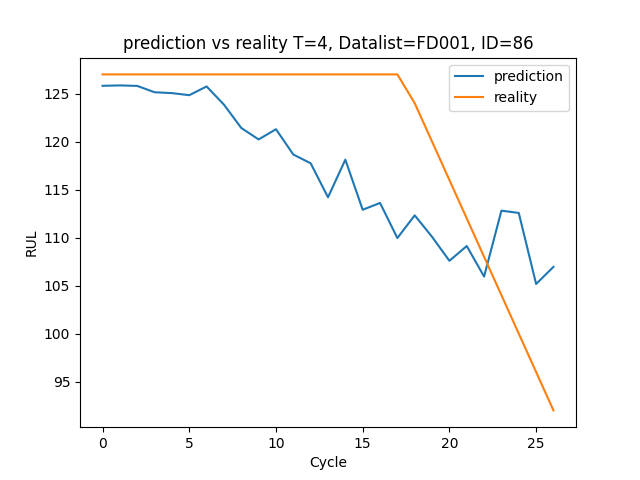 prediction vs reality T=4, Datalist=FD001, ID=86
prediction
reality
125
120
115
110
105
100
95
RUL
0 5 10 15 20 25
Cycle